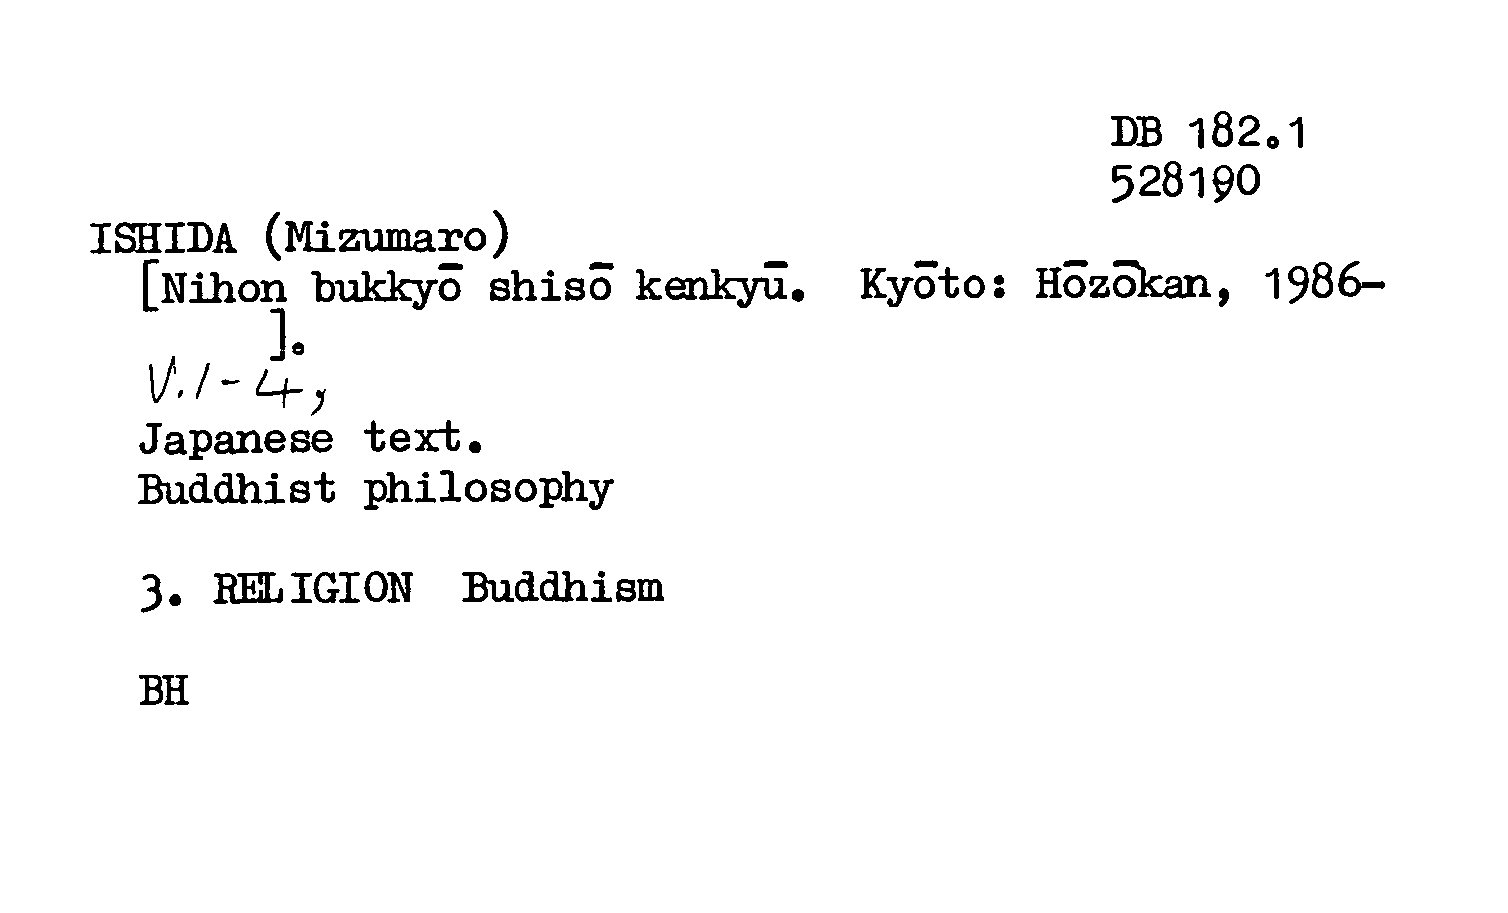 DB 182.1
528190
ISHIDA (Mizumaro)
[Nihon bukkyō shisō kenkyū. Kyōto: Hōzōkan, 1986-
].
V.1-4,
Japanese text.
Buddhist philosophy
3. RELIGION Buddhism
BH